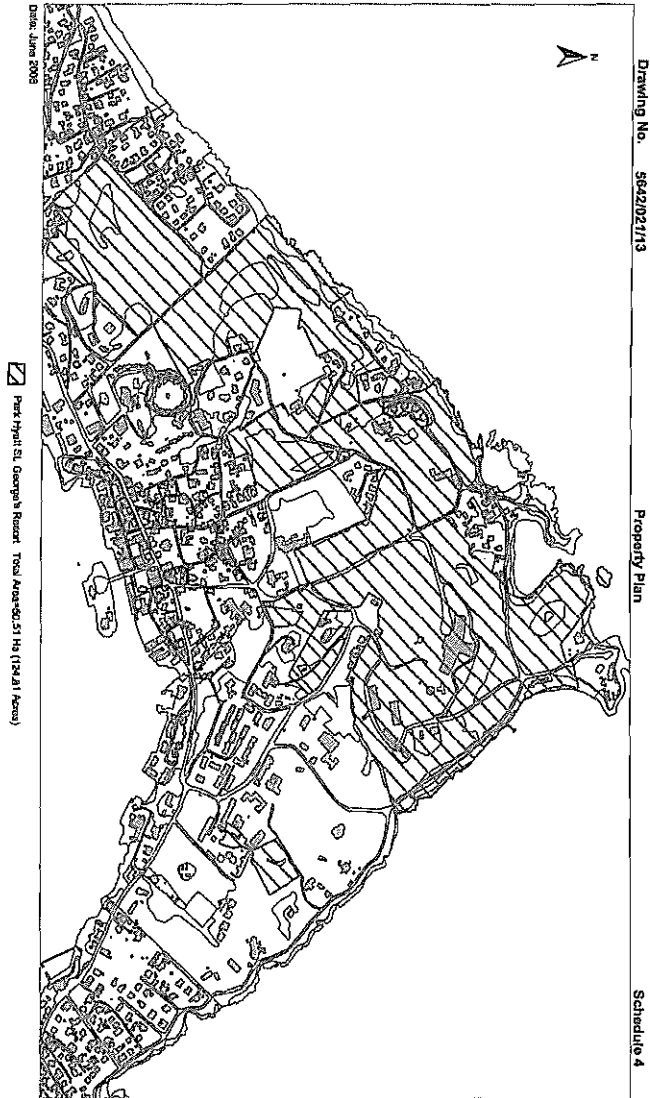 Drawing No. 5642/021/13
Property Plan
Schedule 4
N
Park Hyatt St. George's Resort Total Area=50.51 Ha (124.81 Acres)
Date: June 2008